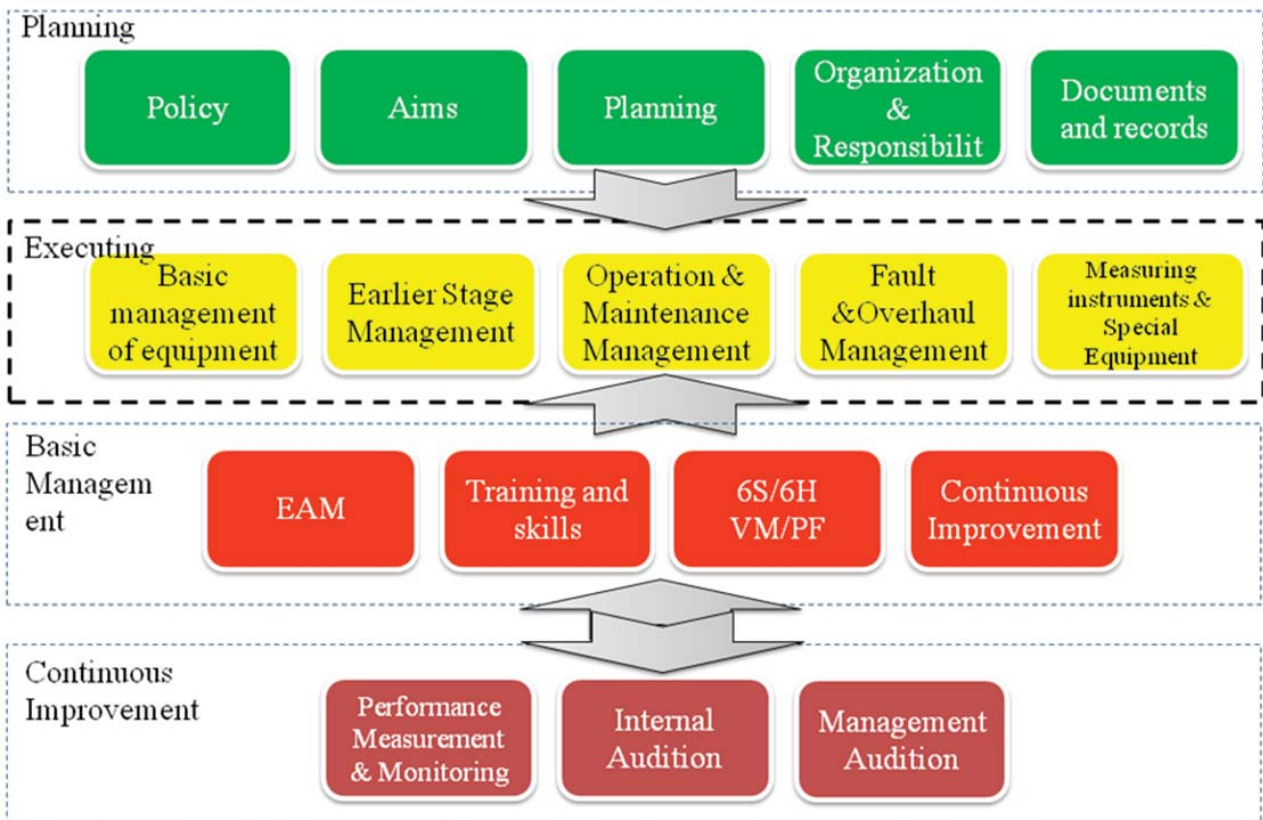 Planning
Policy
Aims
Planning
Organization
&
Responsibilit
Documents
and records
Executing
Basic
management
of equipment
Earlier Stage
Management
Operation &
Maintenance
Management
Fault
&Overhaul
Management
Measuring
instruments &
Special
Equipment
Basic
Managem
ent
EAM
Training and
skills
6S/6H
VM/PF
Continuous
Improvement
Continuous
Improvement
Performance
Measurement
& Monitoring
Internal
Audition
Management
Audition